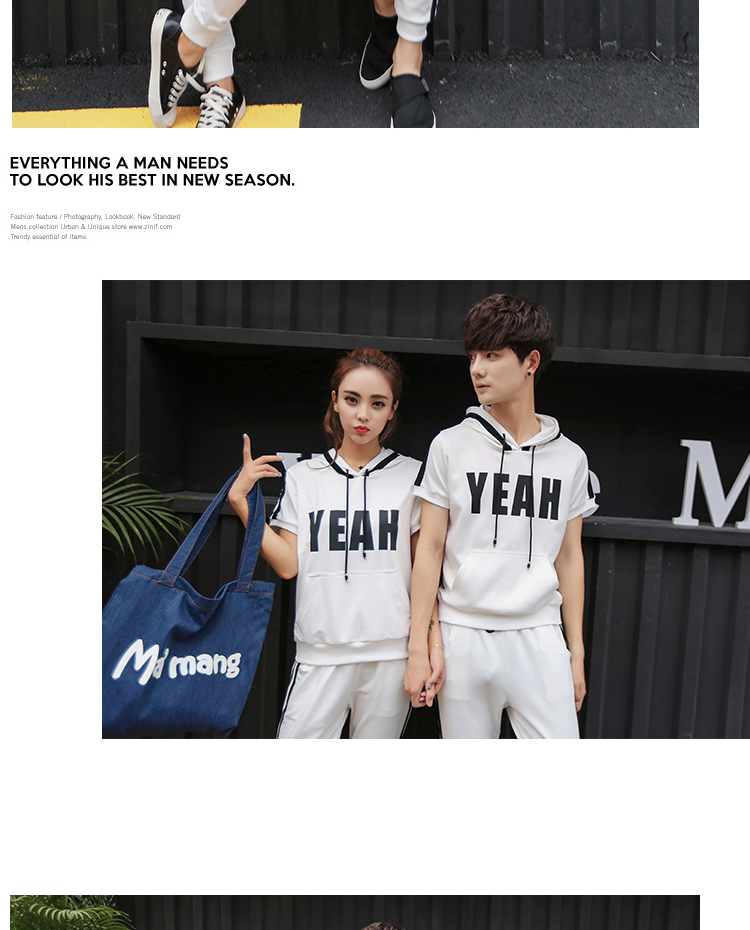 EVERYTHING A MAN NEEDS
TO LOOK HIS BEST IN NEW SEASON.
Fashion feature / Photography, Lookbook, New Standard
Mens collection Urban & Unique store www.zinif.com
Trendy essential of items
YEAH
YEAH
M
mang